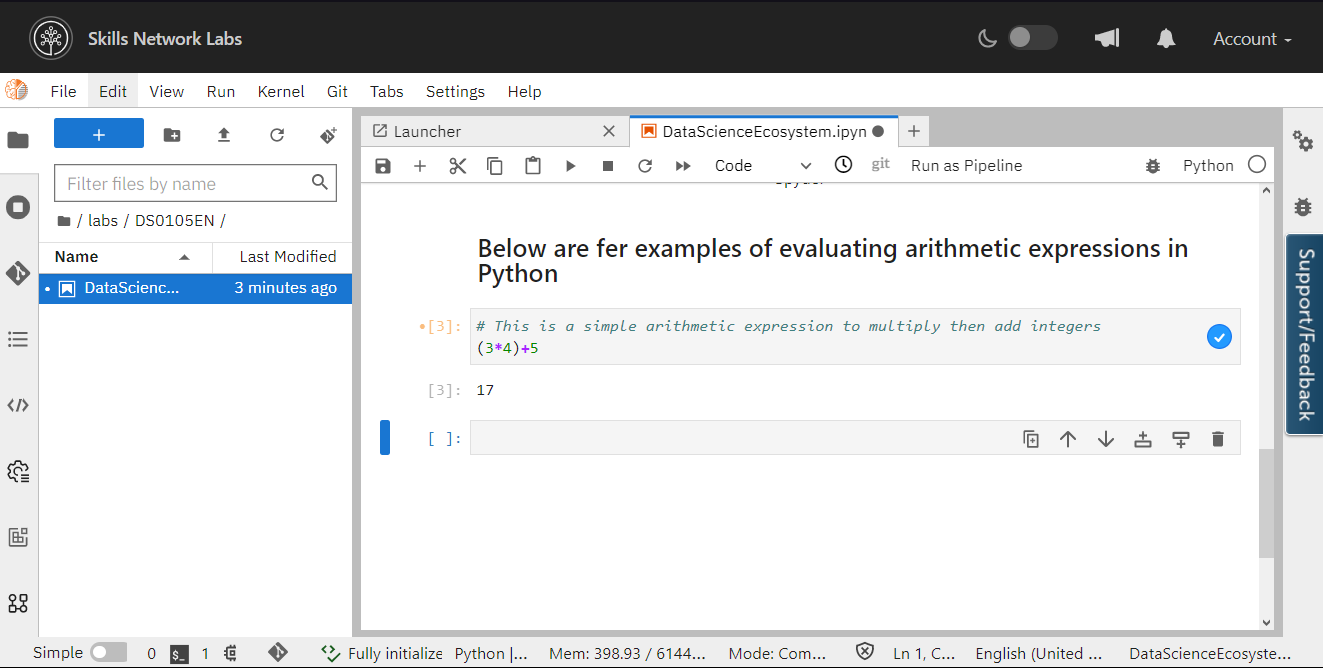 Skills Network Labs
Account
File Edit View Run Kernel Git Tabs Settings Help
+
Filter files by name
/ labs / DS0105EN /
Name Last Modified
DataScienc... 3 minutes ago
Launcher
DataScienceEcosystem.ipyn
Code
git
Run as Pipeline
Python
Below are fer examples of evaluating arithmetic expressions in
Python
[3]: # This is a simple arithmetic expression to multiply then add integers
(3*4)+5
[3]: 17
[ ]:
Support/Feedback
Simple 0 $_ 1 Fully initialize Python |... Mem: 398.93 / 6144... Mode: Com... Ln 1, C... English (United ... DataScienceEcosyste...